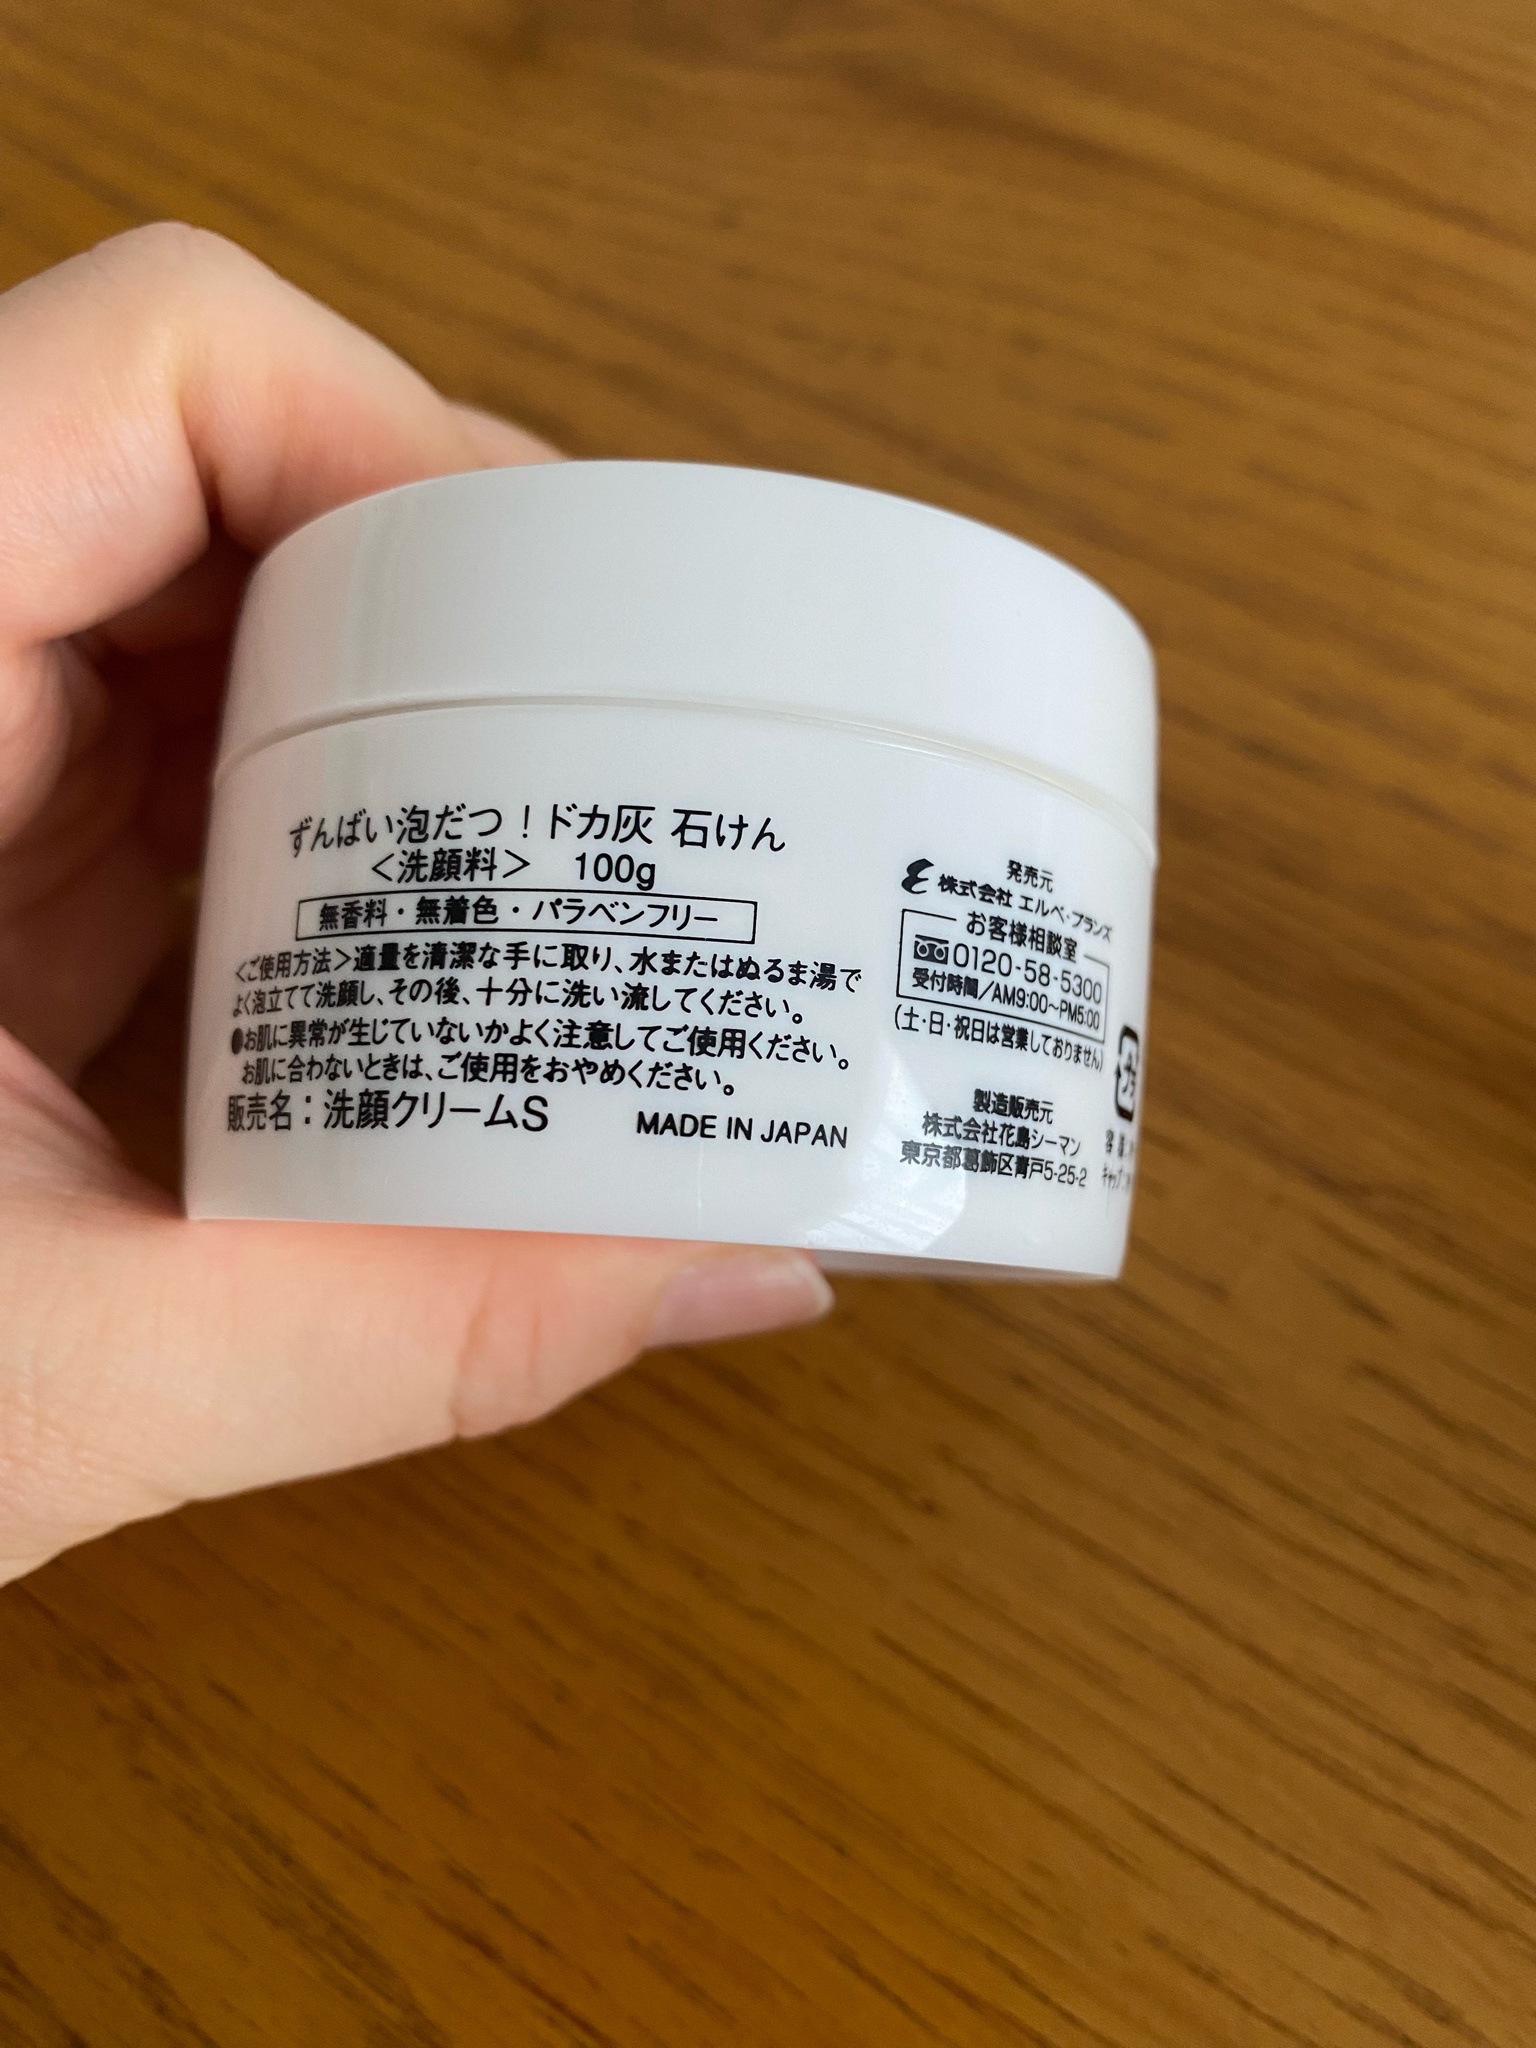 ずんばい泡だつ！ドカ灰 石けん
＜洗顔料＞ 100g
無香料・無着色・パラベンフリー
＜ご使用方法＞適量を清潔な手に取り、水またはぬるま湯で
よく泡立てて洗顔し、その後、十分に洗い流してください。
●お肌に異常が生じていないかよく注意してご使用ください。
お肌に合わないときは、ご使用をおやめください。
販売名：洗顔クリームS MADE IN JAPAN
発売元
株式会社 エルベ・プランズ
お客様相談室
0120-58-5300
受付時間／AM9:00~PM5:00
(土・日・祝日は営業しておりません)
製造販売元
株式会社花島シーマン
東京都葛飾区青戸5-25-2